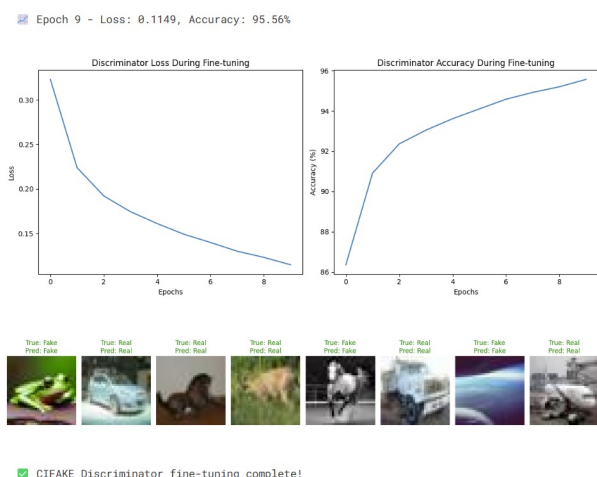 📈 Epoch 9 - Loss: 0.1149, Accuracy: 95.56%
Discriminator Loss During Fine-tuning
Loss
0.30
0.25
0.20
0.15
0 2 4 6 8
Epochs
Discriminator Accuracy During Fine-tuning
Accuracy (%)
96
94
92
90
88
86
0 2 4 6 8
Epochs
True: Fake
Pred: Fake
True: Real
Pred: Real
True: Real
Pred: Real
True: Real
Pred: Real
True: Fake
Pred: Fake
True: Real
Pred: Real
True: Fake
Pred: Fake
True: Real
Pred: Real
✅ CIFAKE Discriminator fine-tuning complete!